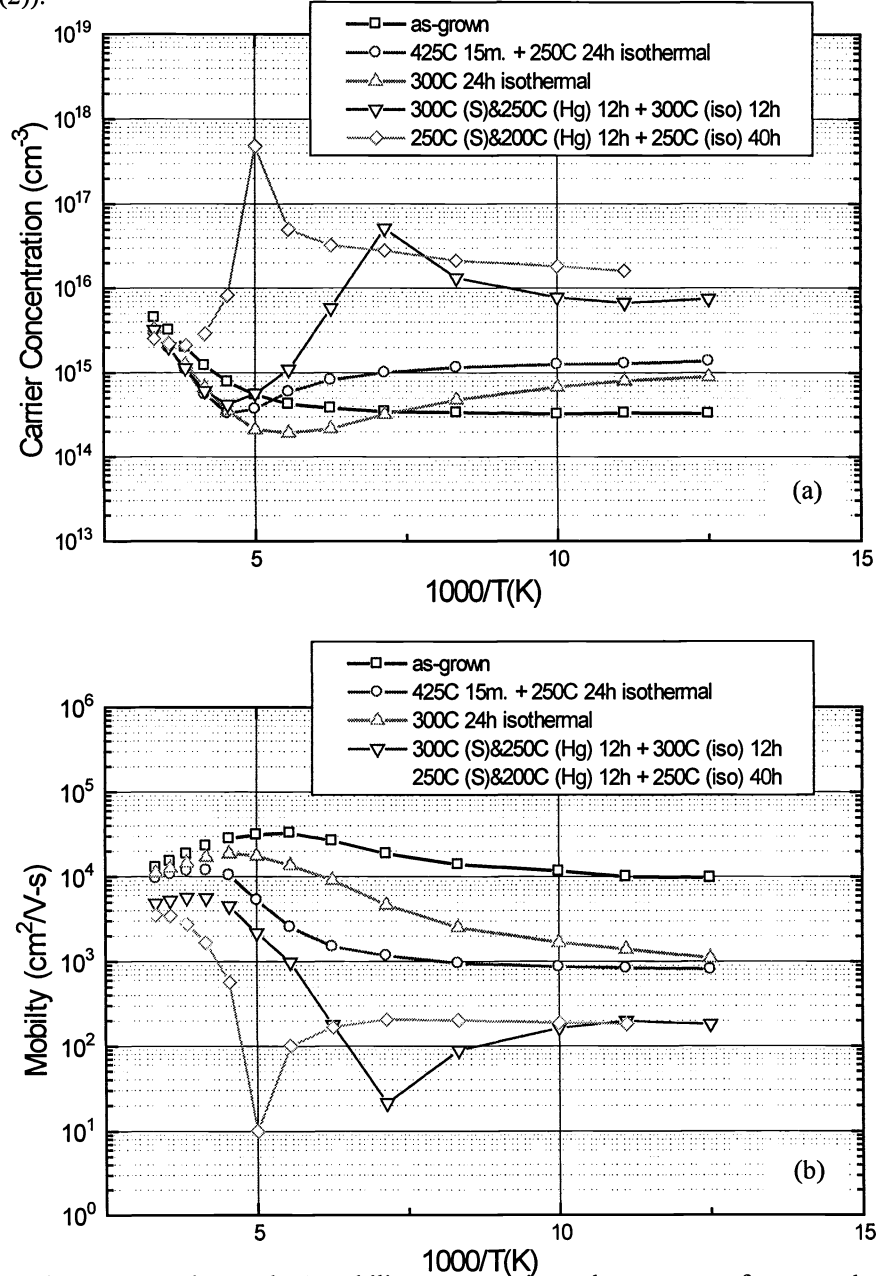 (2)).
as-grown
425C 15m. + 250C 24h isothermal
300C 24h isothermal
300C (S)&250C (Hg) 12h + 300C (iso) 12h
250C (S)&200C (Hg) 12h + 250C (iso) 40h
10^19
10^18
10^17
10^16
10^15
10^14
10^13
Carrier Concentration (cm^-3)
(a)
5
10
15
1000/T(K)
as-grown
425C 15m. + 250C 24h isothermal
300C 24h isothermal
300C (S)&250C (Hg) 12h + 300C (iso) 12h
250C (S)&200C (Hg) 12h + 250C (iso) 40h
10^6
10^5
10^4
10^3
10^2
10^1
10^0
Mobilty (cm^2/V-s)
(b)
5
10
15
1000/T(K)